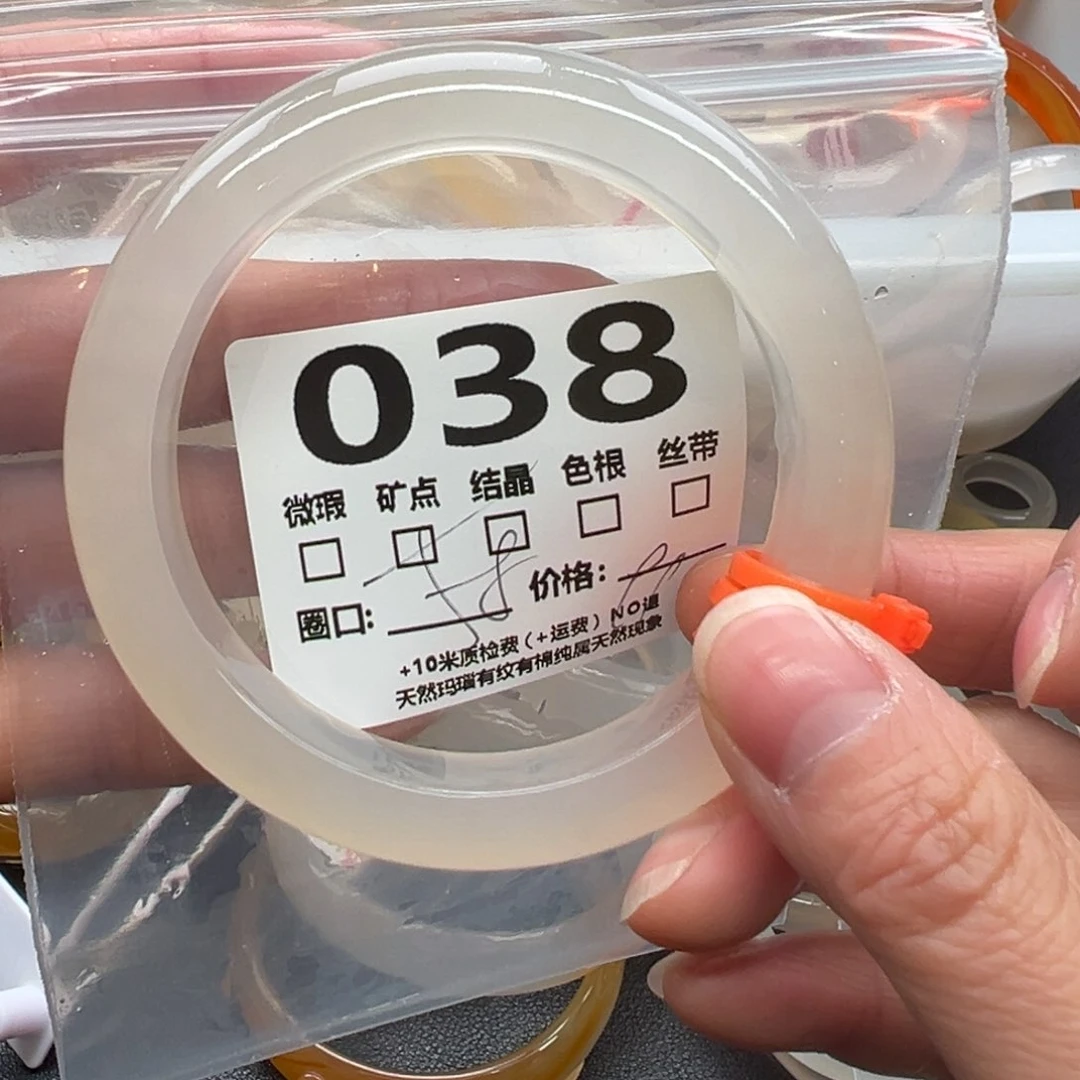 038
微瑕 矿点 结晶 色根 丝带
圈口: 价格:
+10米质检费(+运费)NO退
天然玛瑙有纹有棉纯属天然现象